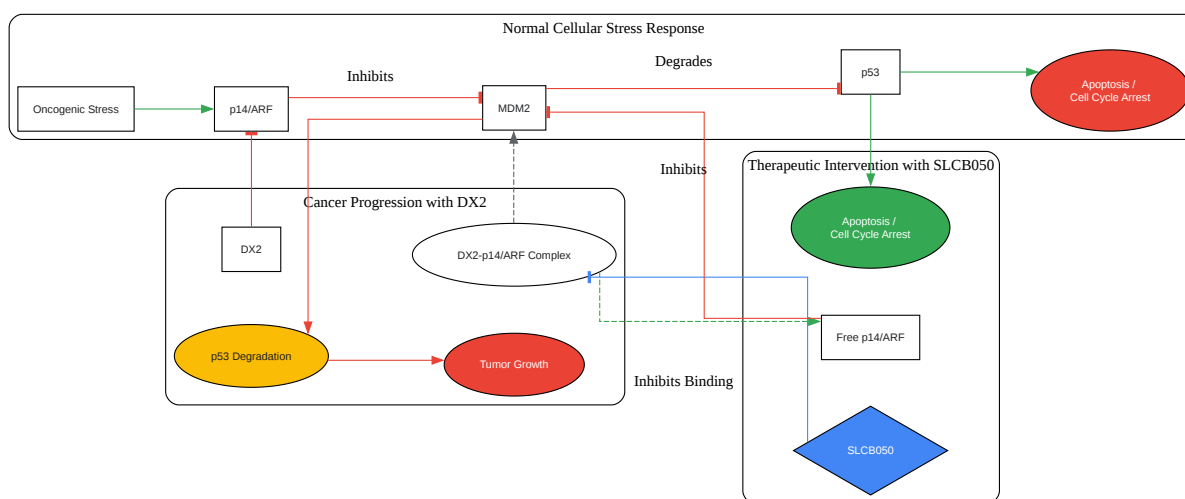 Normal Cellular Stress Response
Degrades
Inhibits
Oncogenic Stress
p14/ARF
MDM2
p53
Apoptosis /
Cell Cycle Arrest
Inhibits
Therapeutic Intervention with SLCB050
Cancer Progression with DX2
DX2
DX2-p14/ARF Complex
Apoptosis /
Cell Cycle Arrest
Free p14/ARF
p53 Degradation
Tumor Growth
Inhibits Binding
SLCB050